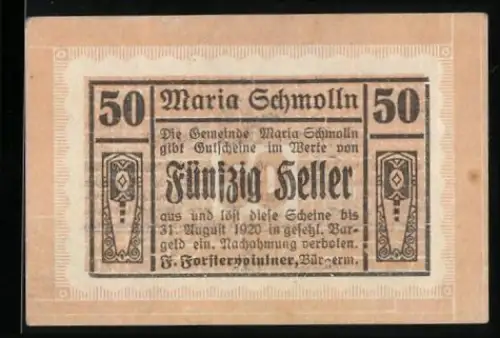 50 Maria Schmolln 50
Die Gemeinde Maria Schmolln
gibt Gutscheine im Werte von
Fünfzig Heller
aus und löst diese Scheine bis
31. August 1920 in gesetzl. Bar-
geld ein. Nachahmung verboten.
F. Forsterpointner, Bürgerm.